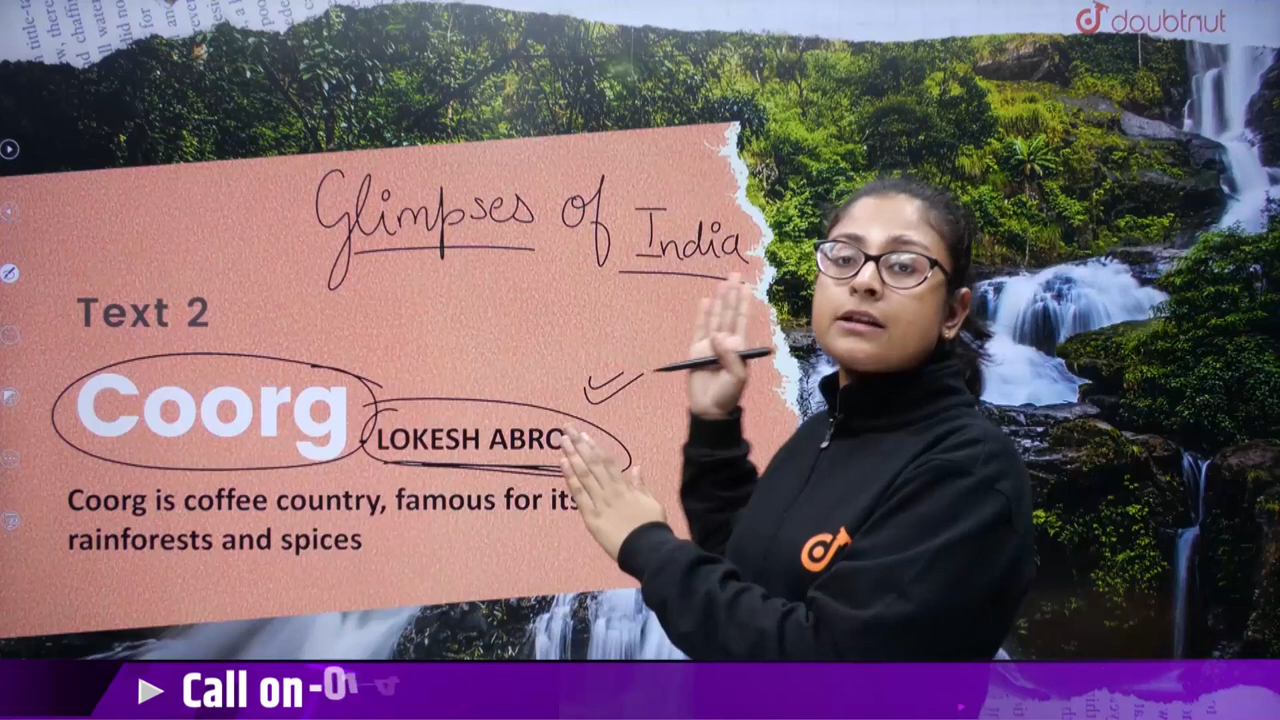 doubtnut
Glimpses of India
Text 2
Coorg
LOKESH ABRO
Coorg is coffee country, famous for its
rainforests and spices
Call on-